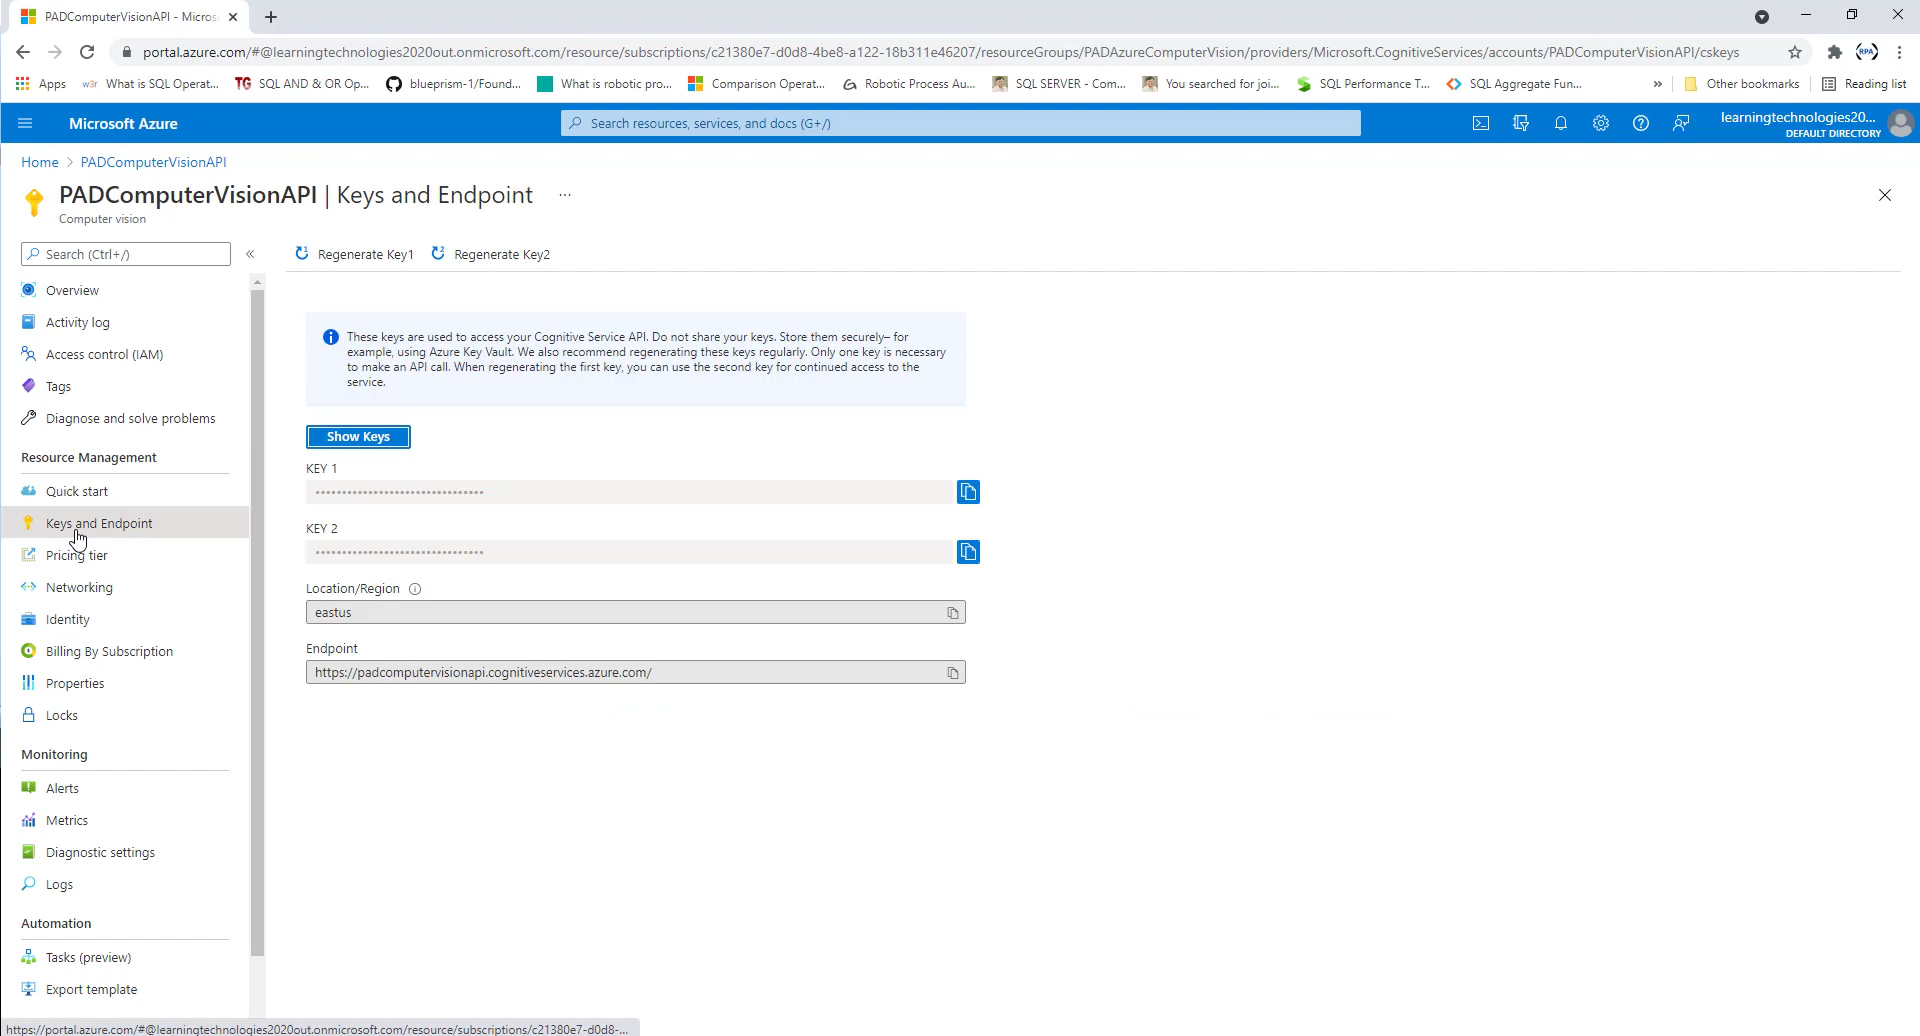 PADComputerVisionAPI - Micros
portal.azure.com/#@learningtechnologies2020out.onmicrosoft.com/resource/subscriptions/c21380e7-d0d8-4be8-a122-18b311e46207/resourceGroups/PADAzureComputerVision/providers/Microsoft.CognitiveServices/accounts/PADComputerVisionAPI/cskeys
RPA
Apps
w3r What is SQL Operat...
TG SQL AND & OR Op...
blueprism-1/Found...
What is robotic pro...
Comparison Operat...
Robotic Process Au...
SQL SERVER - Com...
You searched for joi...
SQL Performance T...
SQL Aggregate Fun...
»
Other bookmarks
Reading list
Microsoft Azure
Search resources, services, and docs (G+/)
learningtechnologies20...
DEFAULT DIRECTORY
Home > PADComputerVisionAPI
PADComputerVisionAPI | Keys and Endpoint ...
Computer vision
Search (Ctrl+/)
«
Regenerate Key1
Regenerate Key2
Overview
Activity log
Access control (IAM)
Tags
Diagnose and solve problems
Resource Management
Quick start
Keys and Endpoint
Pricing tier
Networking
Identity
Billing By Subscription
Properties
Locks
Monitoring
Alerts
Metrics
Diagnostic settings
Logs
Automation
Tasks (preview)
Export template
These keys are used to access your Cognitive Service API. Do not share your keys. Store them securely– for
example, using Azure Key Vault. We also recommend regenerating these keys regularly. Only one key is necessary
to make an API call. When regenerating the first key, you can use the second key for continued access to the
service.
Show Keys
KEY 1
••••••••••••••••••••••••••••••••
KEY 2
••••••••••••••••••••••••••••••••
Location/Region
eastus
Endpoint
https://padcomputervisionapi.cognitiveservices.azure.com/
https://portal.azure.com/#@learningtechnologies2020out.onmicrosoft.com/resource/subscriptions/c21380e7-d0d8-...